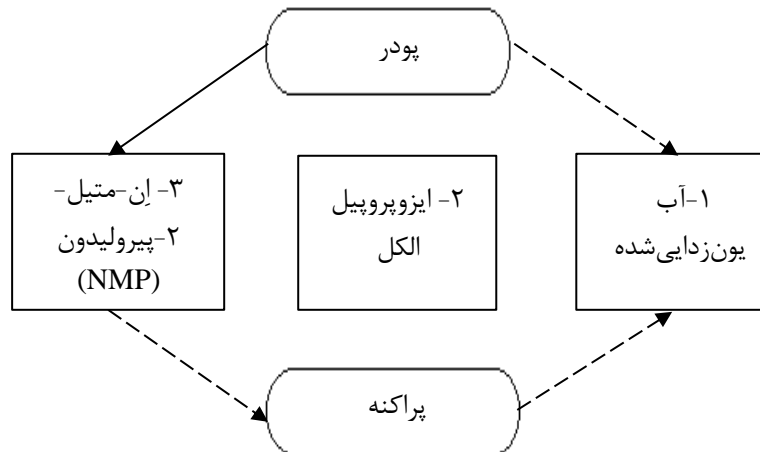 پودر
۱-آب
یون‌زدایی‌شده
۲- ایزوپروپیل
الکل
۳- اِن-متیل-
۲-پیرولیدون
(NMP)
پراکنه